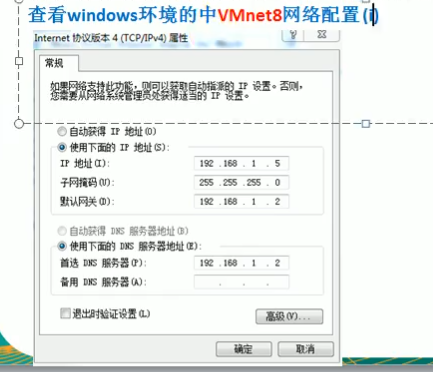 查看windows环境的中VMnet8网络配置(i)
Internet 协议版本 4 (TCP/IPv4) 属性
常规
如果网络支持此功能，则可以获取自动指派的 IP 设置。否则，
您需要从网络系统管理员处获得适当的 IP 设置。
自动获得 IP 地址(O)
使用下面的 IP 地址(S):
IP 地址(I): 192 .168 . 1 . 5
子网掩码(U): 255 .255 .255 . 0
默认网关(D): 192 .168 . 1 . 2
自动获得 DNS 服务器地址(B)
使用下面的 DNS 服务器地址(E):
首选 DNS 服务器(P): 192 .168 . 1 . 2
备用 DNS 服务器(A): . . .
退出时验证设置(L)
高级(V)...
确定 取消